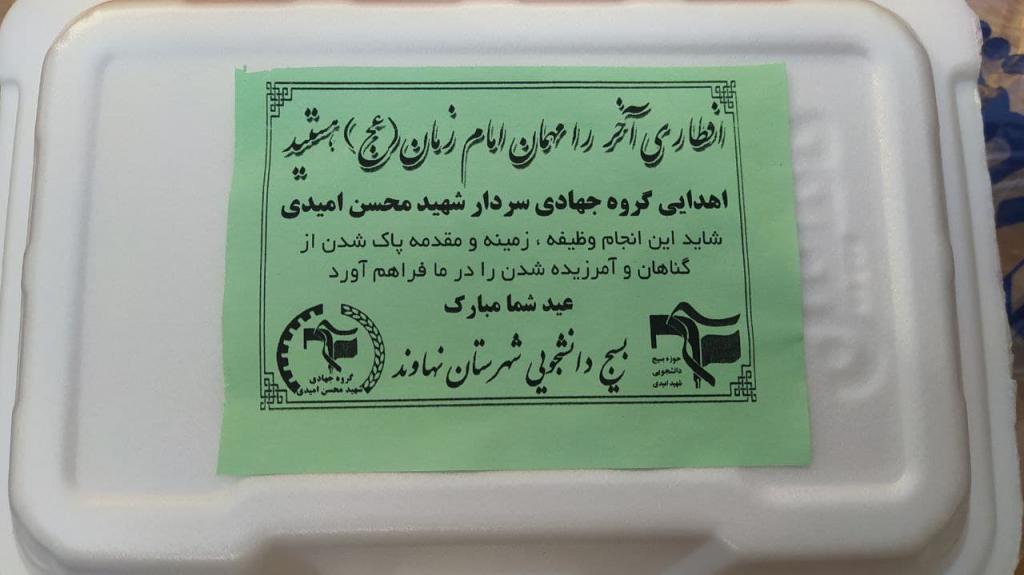 افطاری آخر را مهمان امام زمان (عج) هستید
اهدایی گروه جهادی سردار شهید محسن امیدی
شاید این انجام وظیفه ، زمینه و مقدمه پاک شدن از
گناهان و آمرزیده شدن را در ما فراهم آورد
عید شما مبارک
بسیج دانشجویی شهرستان نهاوند
حوزه بسیج
دانشجویی
شهید امیدی
گروه جهادی
شهید محسن امیدی